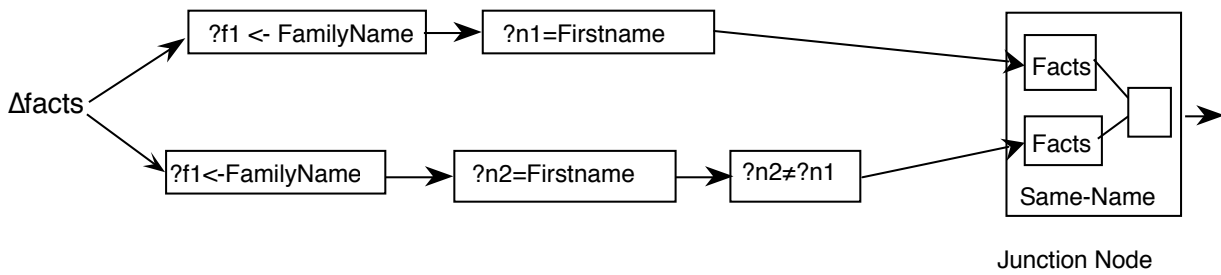 ?f1 <- FamilyName
?n1=Firstname
Facts
Δfacts
Facts
?f1<-FamilyName
?n2=Firstname
?n2≠?n1
Same-Name
Junction Node